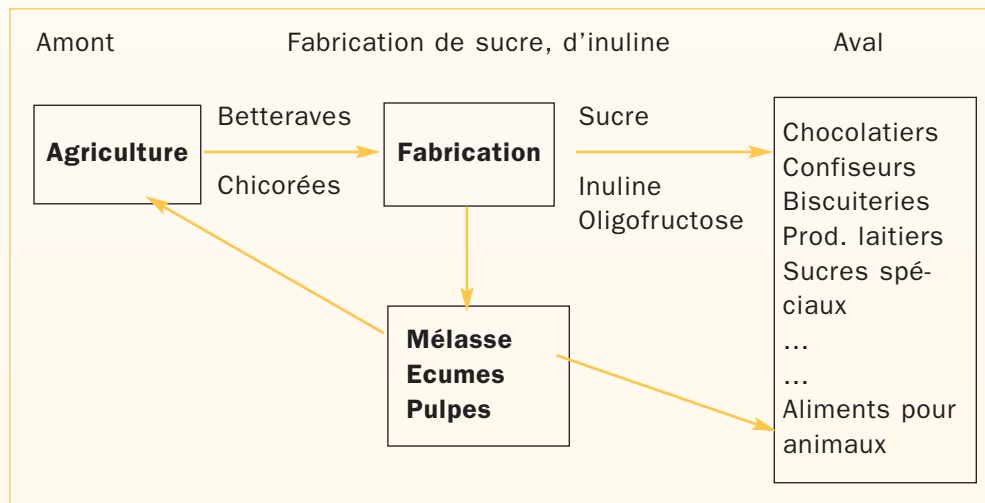 Amont
Fabrication de sucre, d'inuline
Aval
Agriculture
Betteraves
Chicorées
Fabrication
Sucre
Inuline
Oligofructose
Chocolatiers
Confiseurs
Biscuiteries
Prod. laitiers
Sucres spé-
ciaux
...
...
Aliments pour
animaux
Mélasse
Ecumes
Pulpes